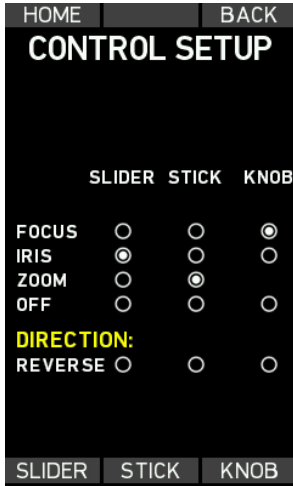 HOME BACK
CONTROL SETUP
SLIDER STICK KNOB
FOCUS
IRIS
ZOOM
OFF
DIRECTION:
REVERSE
SLIDER STICK KNOB